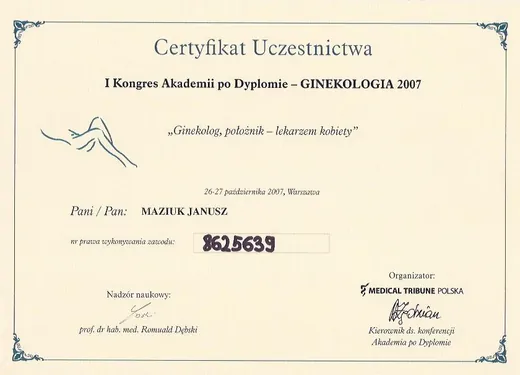 Certyfikat Uczestnictwa
I Kongres Akademii po Dyplomie – GINEKOLOGIA 2007
„Ginekolog, położnik – lekarzem kobiety”
26-27 października 2007, Warszawa
Pani / Pan: MAZIUK JANUSZ
nr prawa wykonywania zawodu: 8625639
Organizator:
MEDICAL TRIBUNE POLSKA
Nadzór naukowy:
prof. dr hab. med. Romuald Dębski
Kierownik ds. konferencji
Akademia po Dyplomie